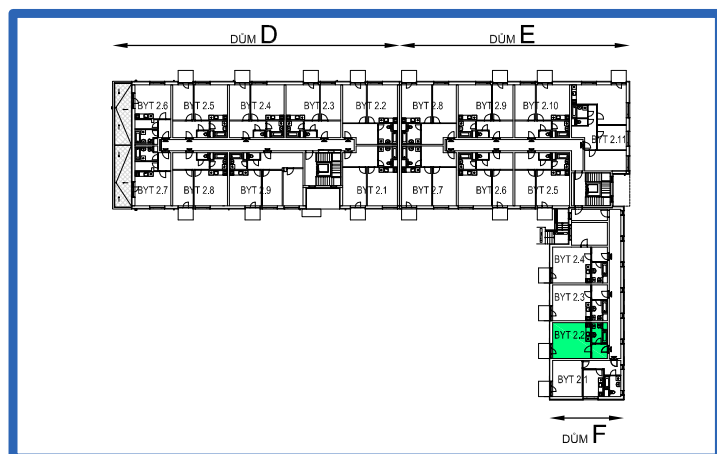 DŮM D
DŮM E
BYT 2.6
BYT 2.5
BYT 2.4
BYT 2.3
BYT 2.2
BYT 2.8
BYT 2.9
BYT 2.10
BYT 2.11
BYT 2.7
BYT 2.8
BYT 2.9
BYT 2.1
BYT 2.7
BYT 2.6
BYT 2.5
BYT 2.4
BYT 2.3
BYT 2.2
BYT 2.1
DŮM F